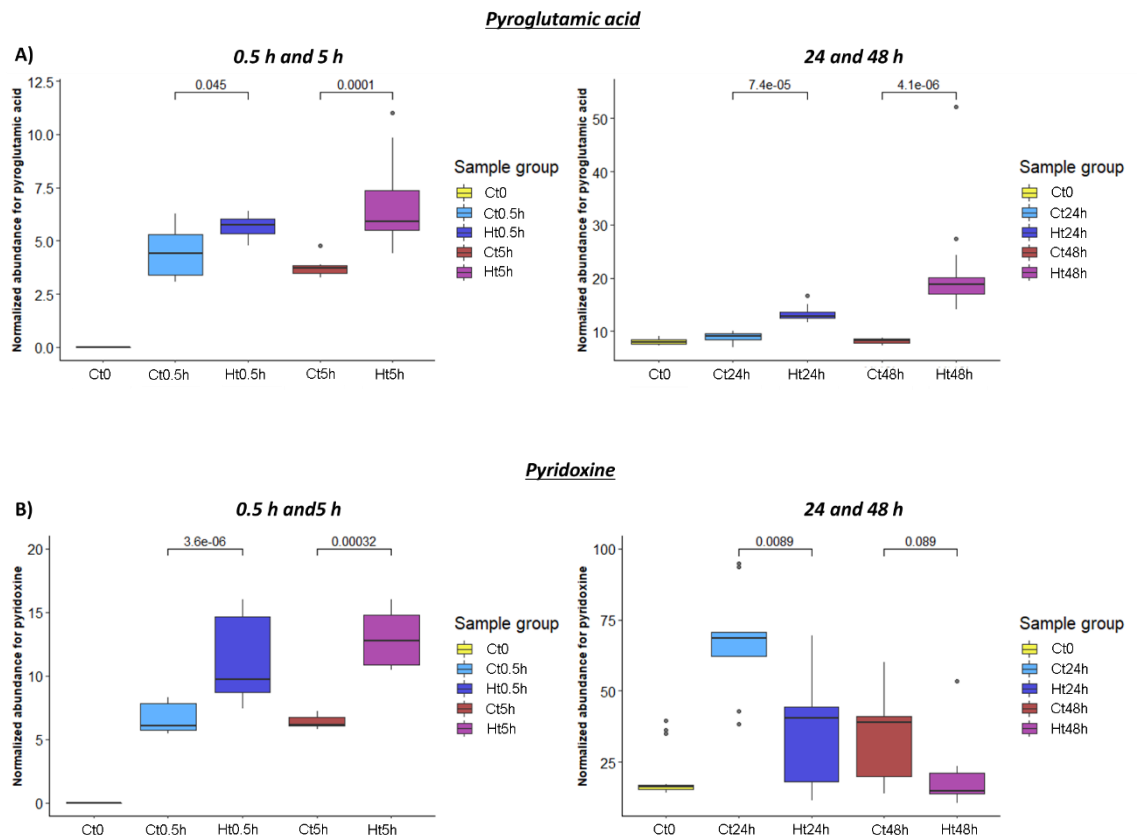 Pyroglutamic acid
A)
0.5 h and 5 h
Normalized abundance for pyroglutamic acid
12.5
10.0
7.5
5.0
2.5
0.0
0.045
0.0001
Ct0 Ct0.5h Ht0.5h Ct5h Ht5h
Sample group
Ct0
Ct0.5h
Ht0.5h
Ct5h
Ht5h
24 and 48 h
Normalized abundance for pyroglutamic acid
50
40
30
20
10
7.4e-05
4.1e-06
Ct0 Ct24h Ht24h Ct48h Ht48h
Sample group
Ct0
Ct24h
Ht24h
Ct48h
Ht48h
Pyridoxine
B)
0.5 h and5 h
Normalized abundance for pyridoxine
20
15
10
5
0
3.6e-06
0.00032
Ct0 Ct0.5h Ht0.5h Ct5h Ht5h
Sample group
Ct0
Ct0.5h
Ht0.5h
Ct5h
Ht5h
24 and 48 h
Normalized abundance for pyridoxine
100
75
50
25
0.0089
0.089
Ct0 Ct24h Ht24h Ct48h Ht48h
Sample group
Ct0
Ct24h
Ht24h
Ct48h
Ht48h